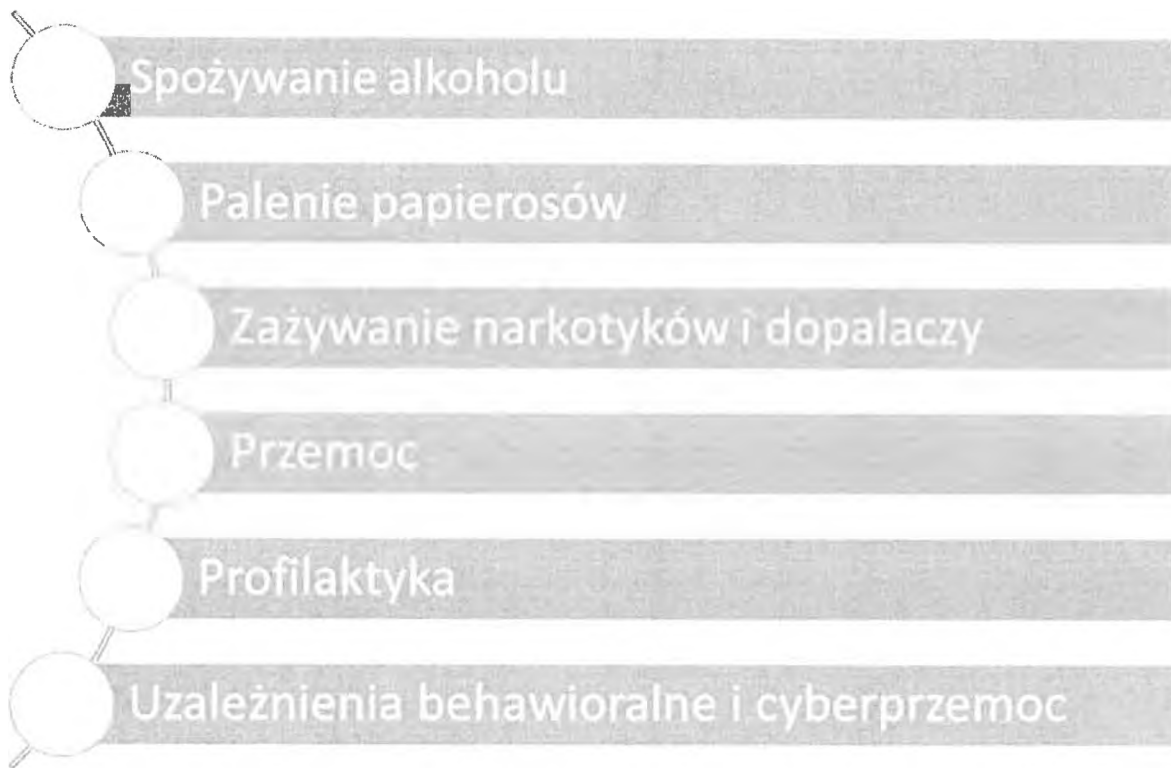 Spożywanie alkoholu
Palenie papierosów
Zażywanie narkotyków i dopalaczy
Przemoc
Profilaktyka
Uzależnienia behawioralne i cyberprzemoc